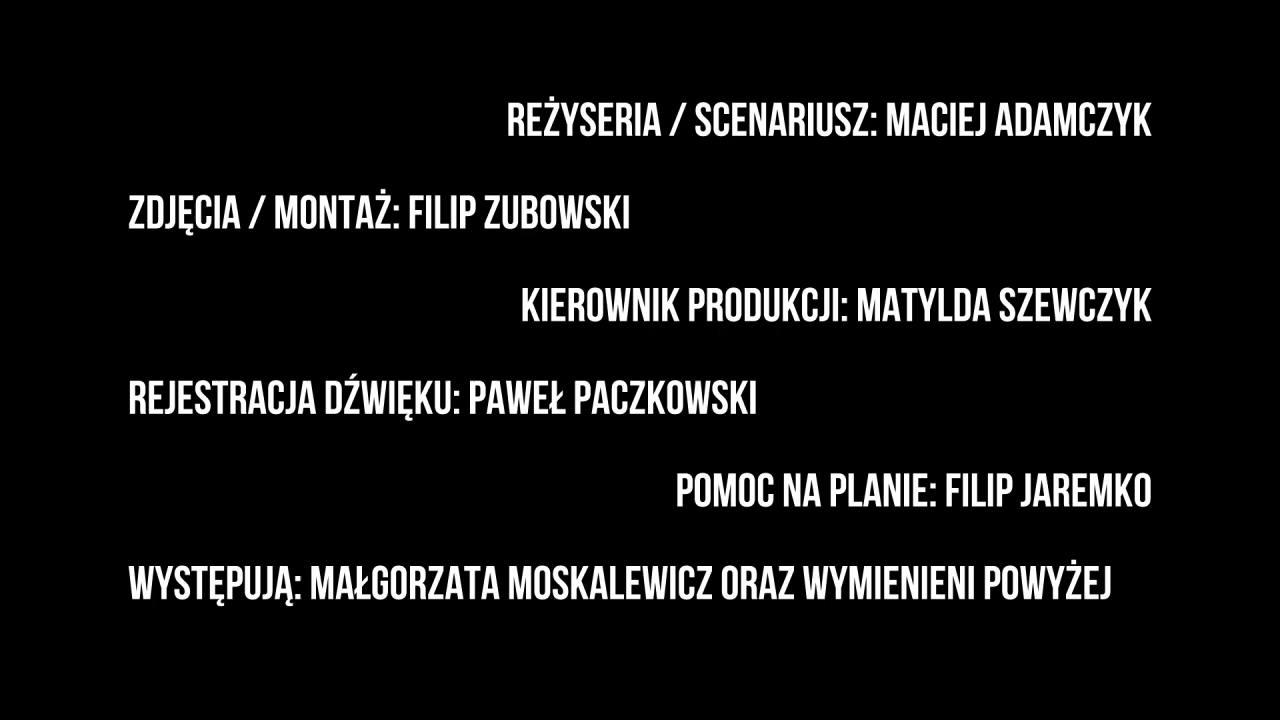 REŻYSERIA / SCENARIUSZ: MACIEJ ADAMCZYK
ZDJĘCIA / MONTAŻ: FILIP ZUBOWSKI
KIEROWNIK PRODUKCJI: MATYLDA SZEWCZYK
REJESTRACJA DŹWIĘKU: PAWEŁ PACZKOWSKI
POMOC NA PLANIE: FILIP JAREMKO
WYSTĘPUJĄ: MAŁGORZATA MOSKALEWICZ ORAZ WYMIENIENI POWYŻEJ